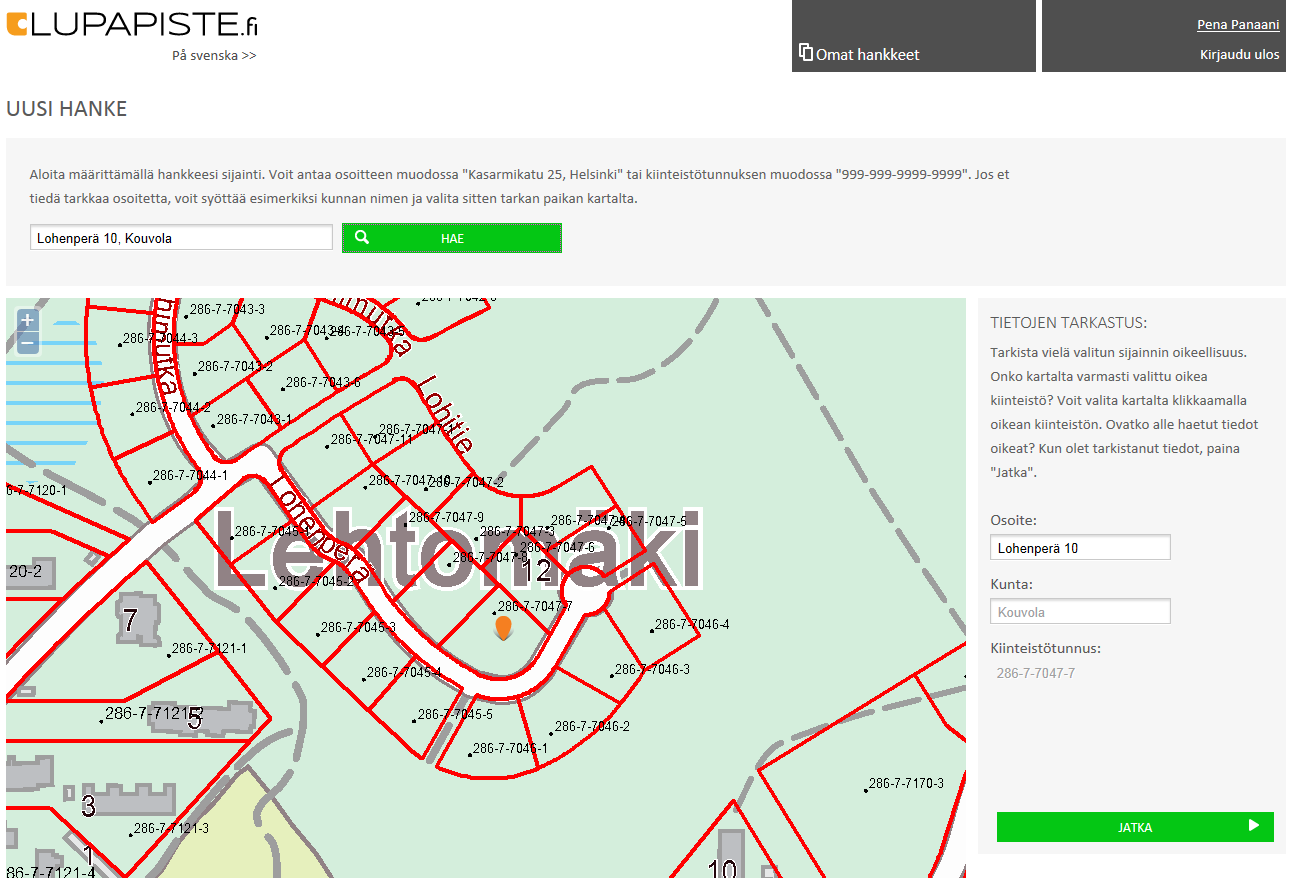 LUPAPISTE.fi
På svenska >>
Omat hankkeet
Pena Panaani
Kirjaudu ulos
UUSI HANKE
Aloita määrittämällä hankkeesi sijainti. Voit antaa osoitteen muodossa "Kasarmikatu 25, Helsinki" tai kiinteistötunnuksen muodossa "999-999-9999-9999". Jos et
tiedä tarkkaa osoitetta, voit syöttää esimerkiksi kunnan nimen ja valita sitten tarkan paikan kartalta.
Lohenperä 10, Kouvola
HAE
+
−
286-7-7043-3
286-7-7044-3
286-7-7043-5
286-7-7043-2
286-7-7043-6
286-7-7044-2
286-7-7043-1
Lohitie
286-7-7047-11
286-7-7044-1
286-7-7047-10
286-7-7047-2
6-7-7120-1
286-7-7047-9
286-7-7047-3
286-7-7047-5
286-7-7045-1
Lohenperä
Lehtomäki
286-7-7047-6
286-7-7047-8
12
20-2
286-7-7045-2
286-7-7047-7
7
286-7-7045-3
286-7-7046-4
286-7-7121-1
286-7-7045-4
286-7-7046-3
286-7-7121-2
5
286-7-7045-5
286-7-7046-2
286-7-7046-1
286-7-7170-3
3
286-7-7121-3
1
10
86-7-7121-4
TIETOJEN TARKASTUS:
Tarkista vielä valitun sijainnin oikeellisuus.
Onko kartalta varmasti valittu oikea
kiinteistö? Voit valita kartalta klikkaamalla
oikean kiinteistön. Ovatko alle haetut tiedot
oikeat? Kun olet tarkistanut tiedot, paina
"Jatka".
Osoite:
Lohenperä 10
Kunta:
Kouvola
Kiinteistötunnus:
286-7-7047-7
JATKA